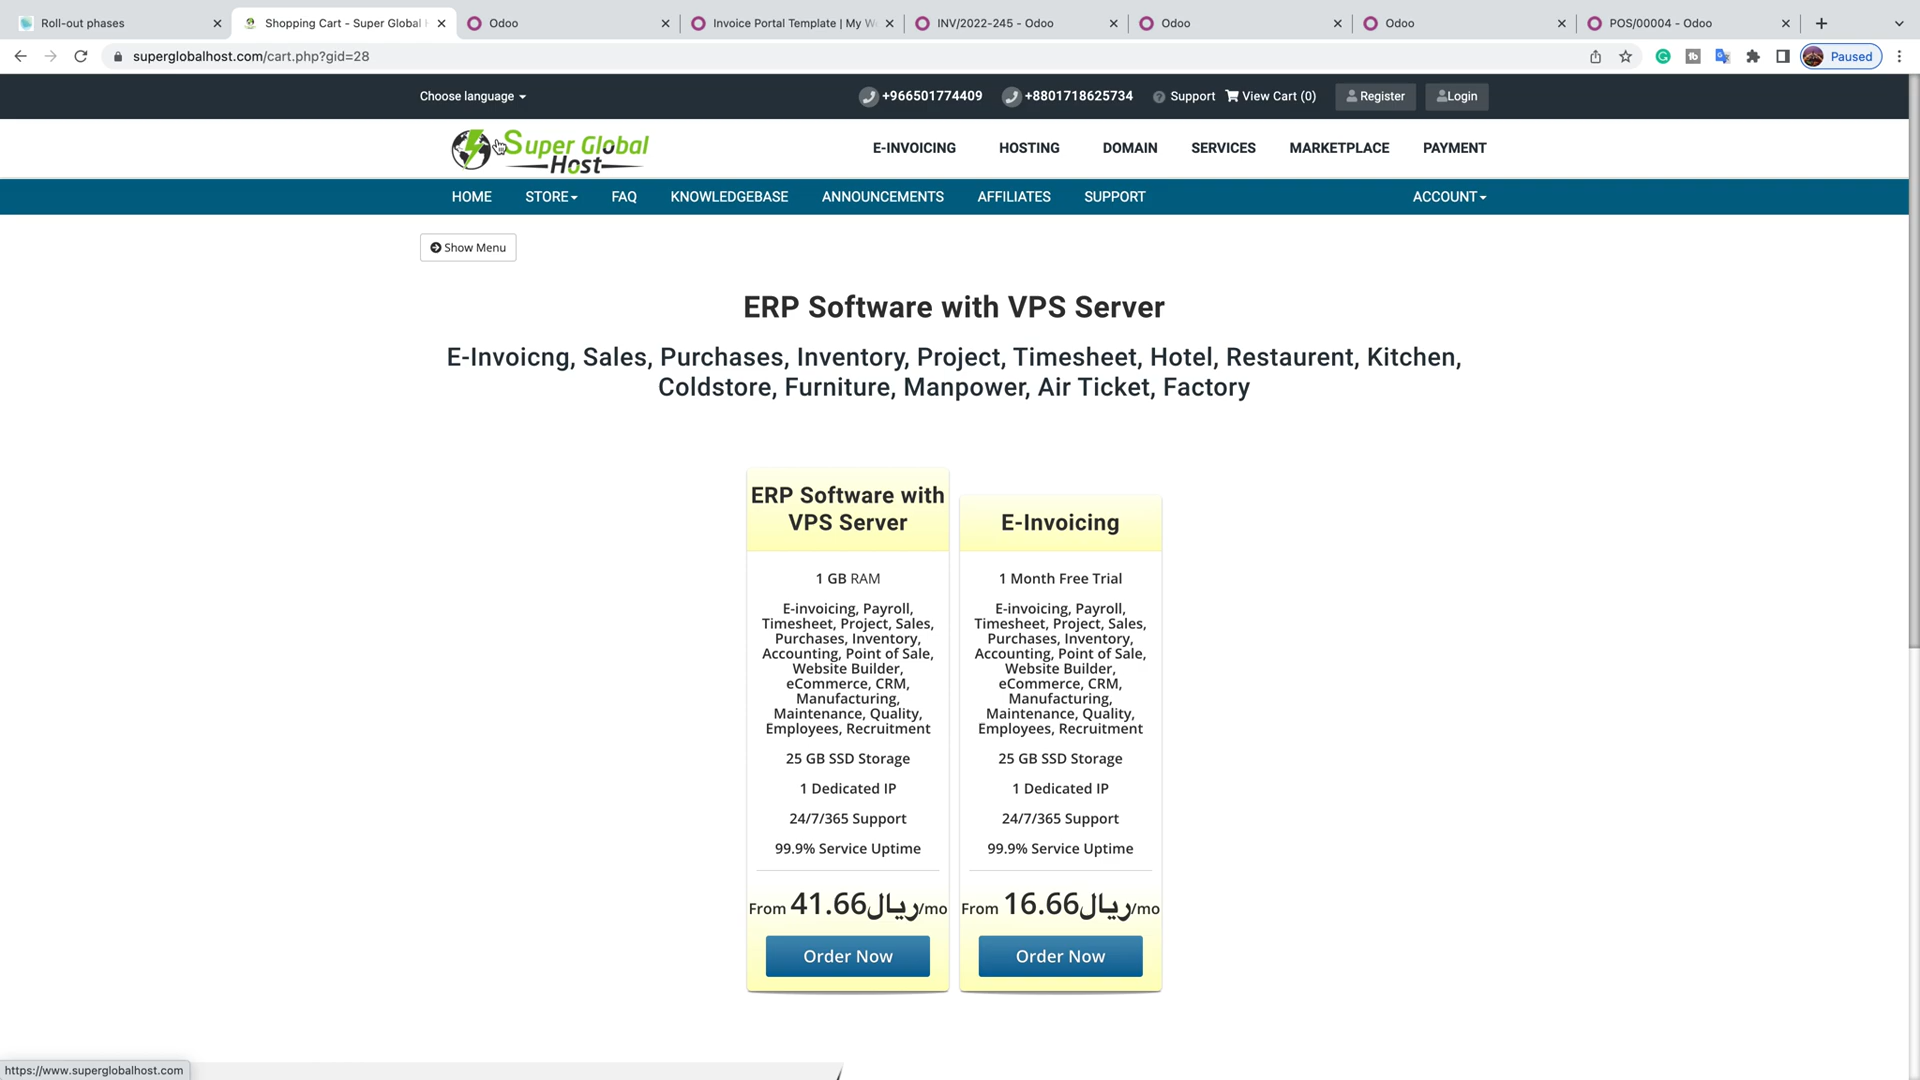 Roll-out phases
Shopping Cart - Super Global
Odoo
Invoice Portal Template | My W
INV/2022-245 - Odoo
Odoo
Odoo
POS/00004 - Odoo
superglobalhost.com/cart.php?gid=28
Paused
Choose language
+966501774409
+8801718625734
Support
View Cart (0)
Register
Login
Super Global
Host
E-INVOICING
HOSTING
DOMAIN
SERVICES
MARKETPLACE
PAYMENT
HOME
STORE
FAQ
KNOWLEDGEBASE
ANNOUNCEMENTS
AFFILIATES
SUPPORT
ACCOUNT
Show Menu
ERP Software with VPS Server
E-Invoicng, Sales, Purchases, Inventory, Project, Timesheet, Hotel, Restaurent, Kitchen,
Coldstore, Furniture, Manpower, Air Ticket, Factory
ERP Software with
VPS Server
1 GB RAM
E-invoicing, Payroll,
Timesheet, Project, Sales,
Purchases, Inventory,
Accounting, Point of Sale,
Website Builder,
eCommerce, CRM,
Manufacturing,
Maintenance, Quality,
Employees, Recruitment
25 GB SSD Storage
1 Dedicated IP
24/7/365 Support
99.9% Service Uptime
From 41.66ريال/mo
Order Now
E-Invoicing
1 Month Free Trial
E-invoicing, Payroll,
Timesheet, Project, Sales,
Purchases, Inventory,
Accounting, Point of Sale,
Website Builder,
eCommerce, CRM,
Manufacturing,
Maintenance, Quality,
Employees, Recruitment
25 GB SSD Storage
1 Dedicated IP
24/7/365 Support
99.9% Service Uptime
From 16.66ريال/mo
Order Now
https://www.superglobalhost.com